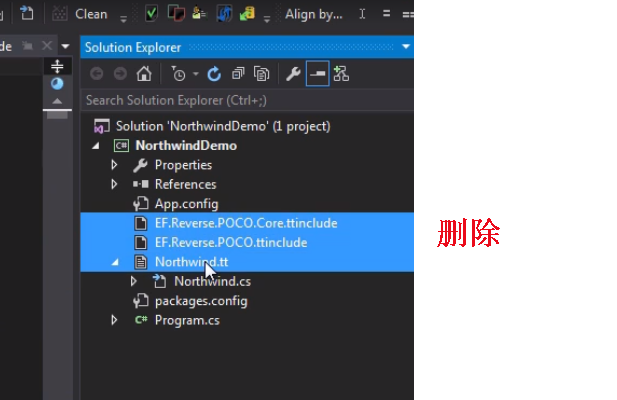 Clean
Align by...
de
Solution Explorer
Search Solution Explorer (Ctrl+;)
Solution 'NorthwindDemo' (1 project)
C# NorthwindDemo
Properties
References
App.config
EF.Reverse.POCO.Core.ttinclude
EF.Reverse.POCO.ttinclude
删除
Northwind.tt
Northwind.cs
packages.config
C# Program.cs